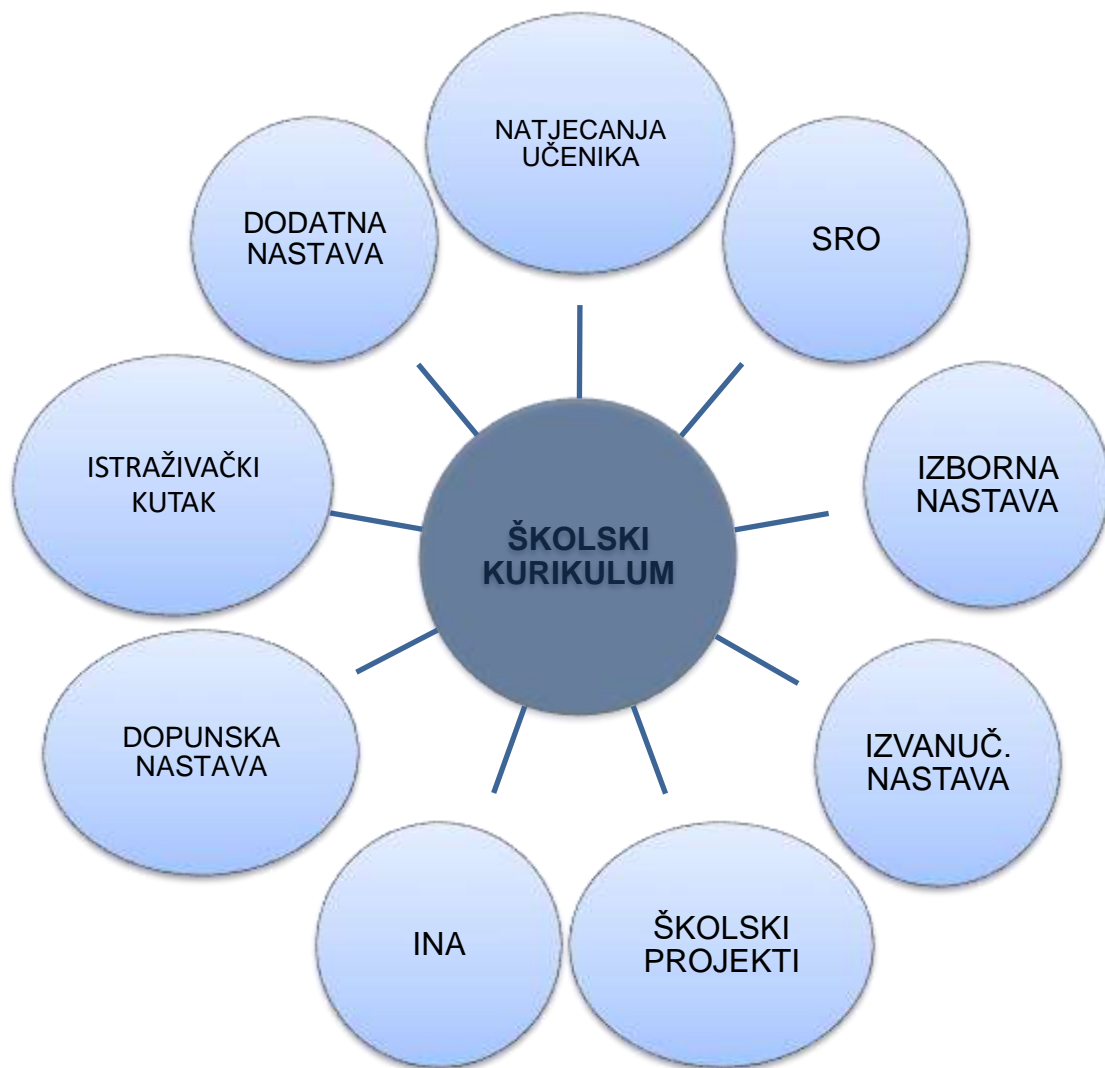 NATJECANJA
UČENIKA
SRO
IZBORNA
NASTAVA
IZVANUČ.
NASTAVA
ŠKOLSKI
PROJEKTI
INA
DOPUNSKA
NASTAVA
ISTRAŽIVAČKI
KUTAK
DODATNA
NASTAVA
ŠKOLSKI
KURIKULUM